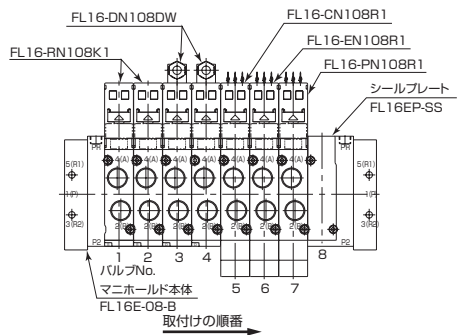 FL16-DN108DW
FL16-CN108R1
FL16-EN108R1
FL16-RN108K1
FL16-PN108R1
シールプレート
FL16EP-SS
PR
PR
5(R1)
4(A)
4(A)
4(A)
4(A)
4(A)
4(A)
4(A)
5(R1)
1(P)
1(P)
3(R2)
3(R2)
2(B)
2(B)
2(B)
2(B)
2(B)
2(B)
2(B)
P2
P2
1
2
3
4
8
バルブNo.
5
6
7
マニホールド本体
FL16E-08-B
取付けの順番